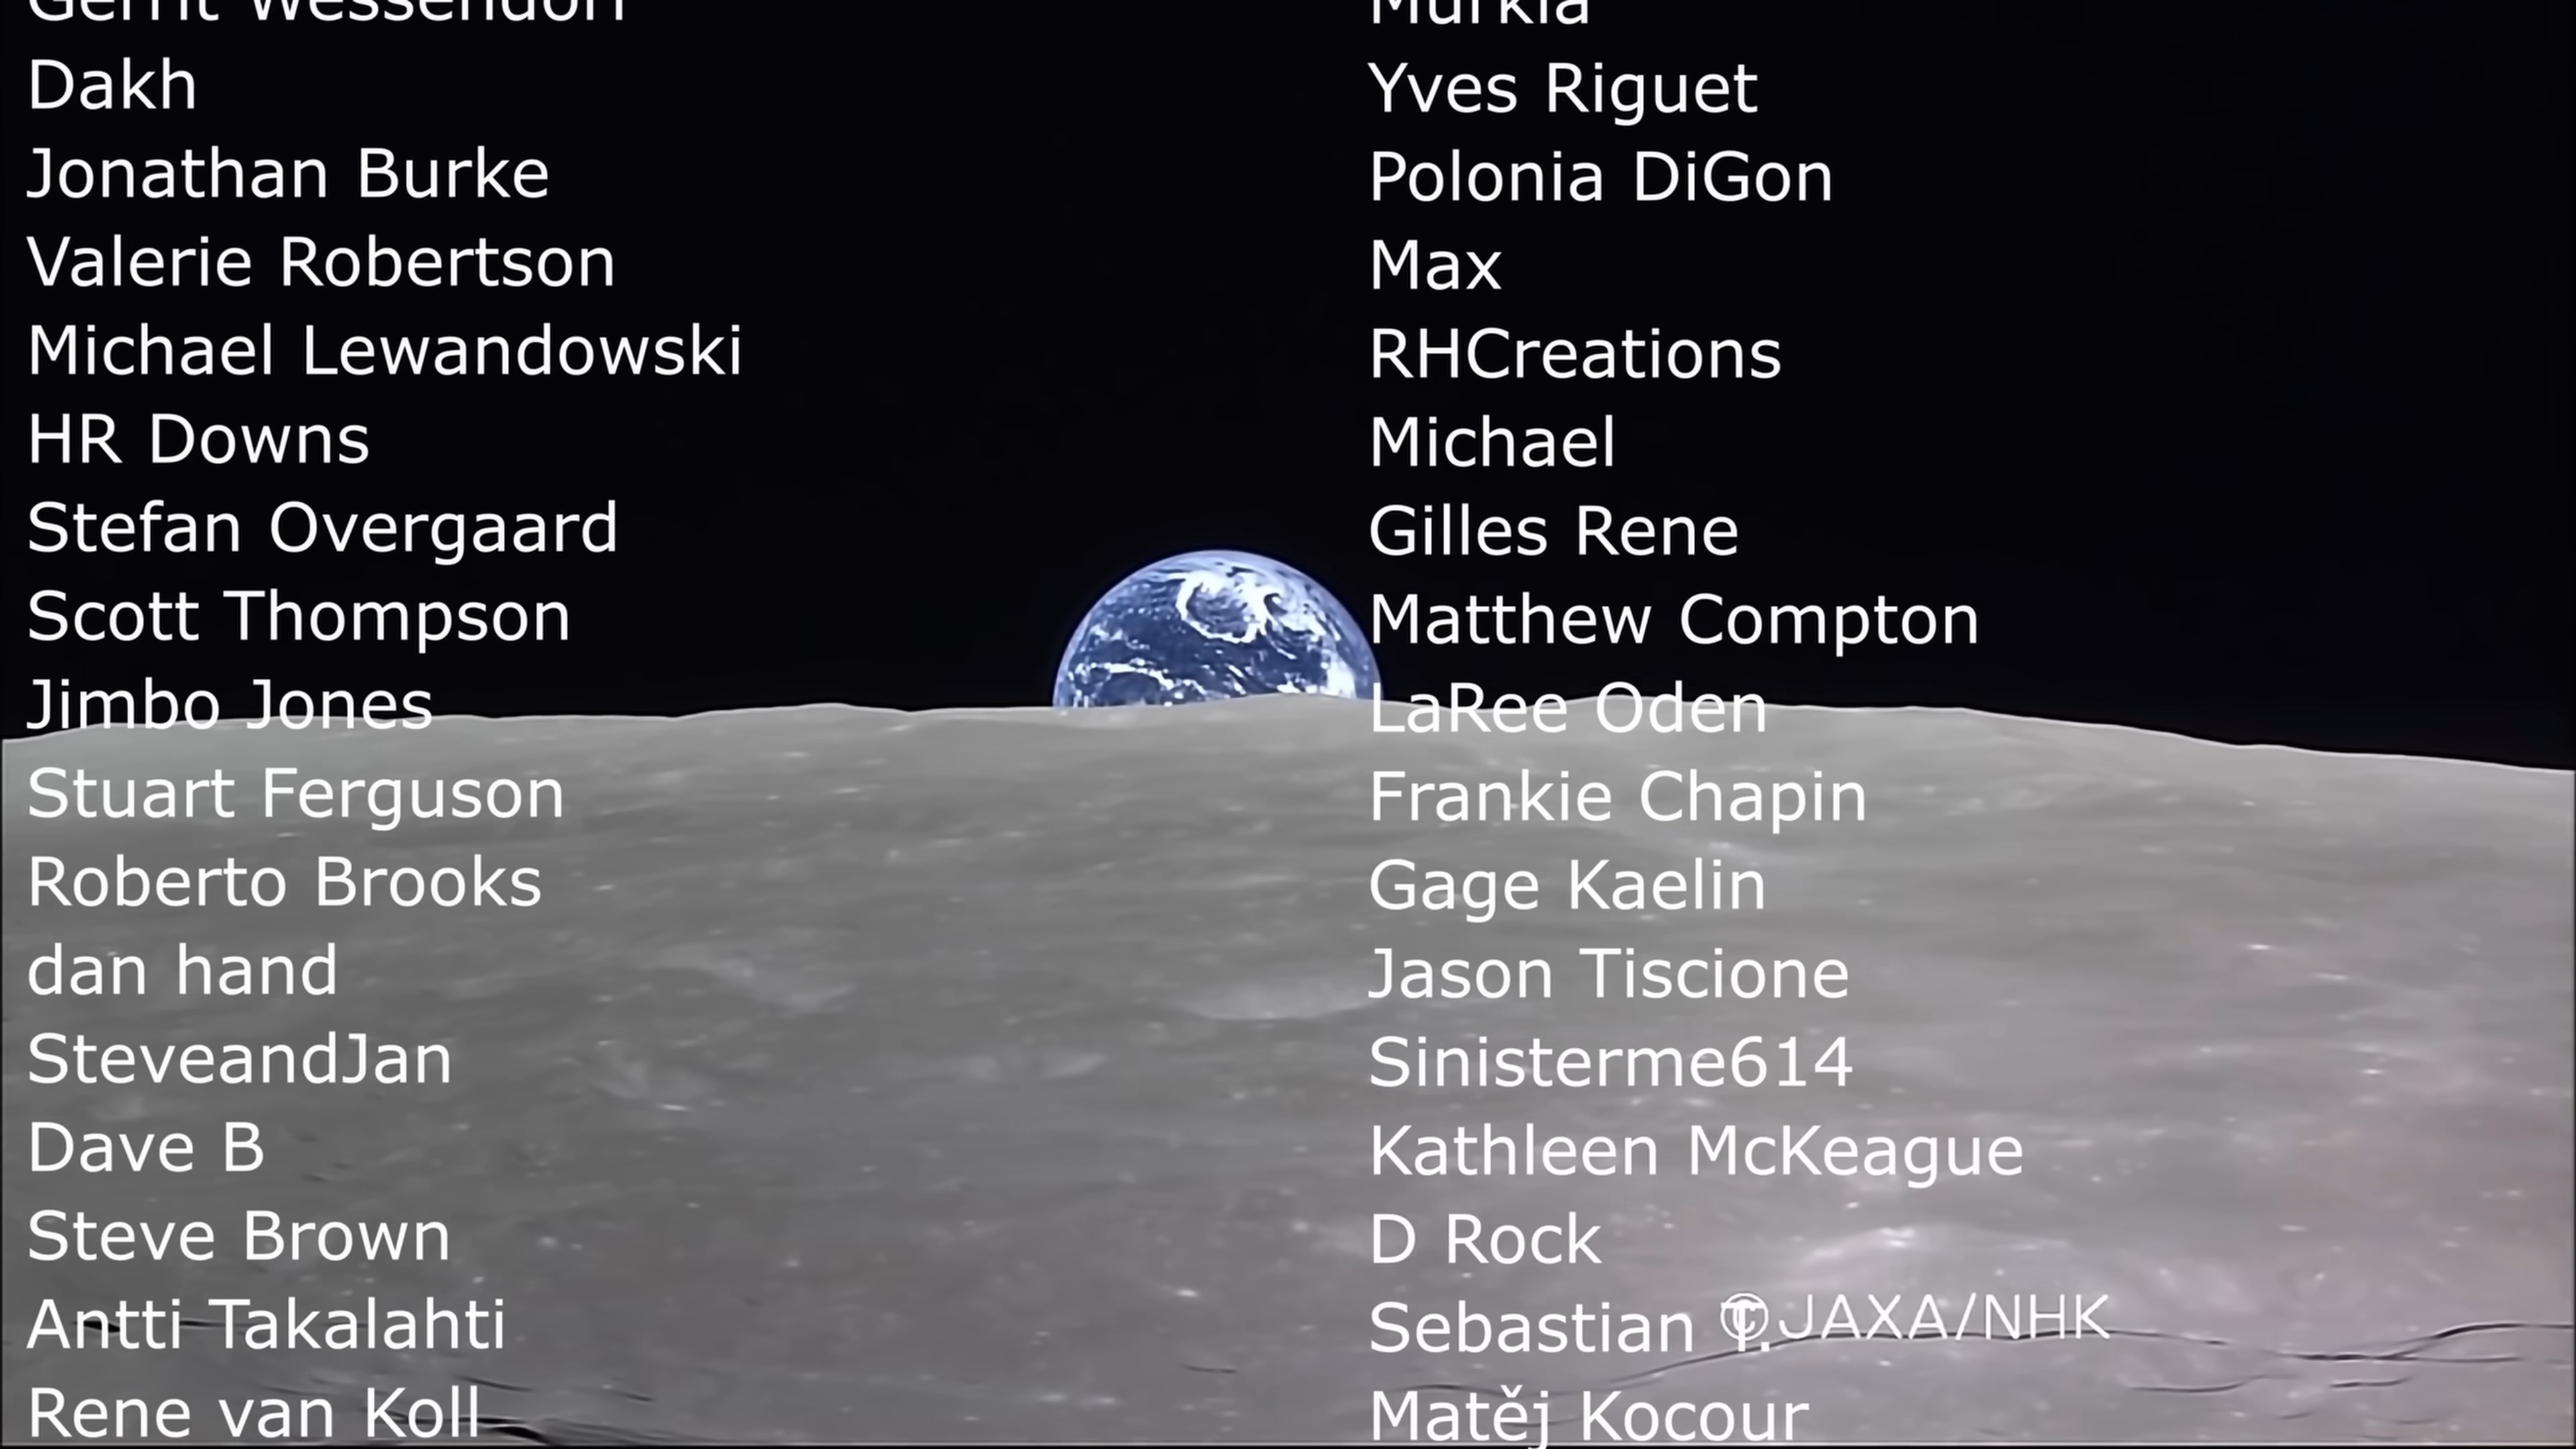 Gerrit Wessendorf
Dakh
Jonathan Burke
Valerie Robertson
Michael Lewandowski
HR Downs
Stefan Overgaard
Scott Thompson
Jimbo Jones
Stuart Ferguson
Roberto Brooks
dan hand
SteveandJan
Dave B
Steve Brown
Antti Takalahti
Rene van Koll
Murkla
Yves Riguet
Polonia DiGon
Max
RHCreations
Michael
Gilles Rene
Matthew Compton
LaRee Oden
Frankie Chapin
Gage Kaelin
Jason Tiscione
Sinisterme614
Kathleen McKeague
D Rock
Sebastian T.
©JAXA/NHK
Matěj Kocour